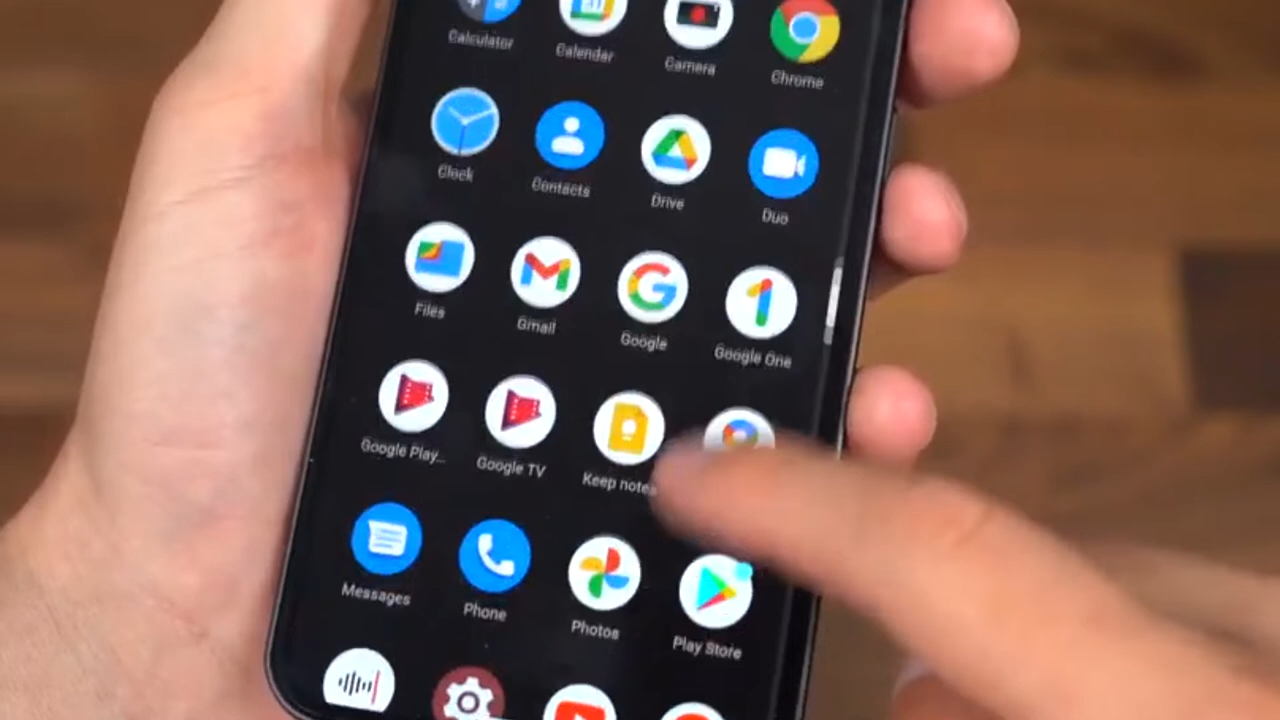 Calculator
Calendar
Camera
Chrome
Clock
Contacts
Drive
Duo
Files
Gmail
Google
Google One
Google Play...
Google TV
Keep notes
Messages
Phone
Photos
Play Store